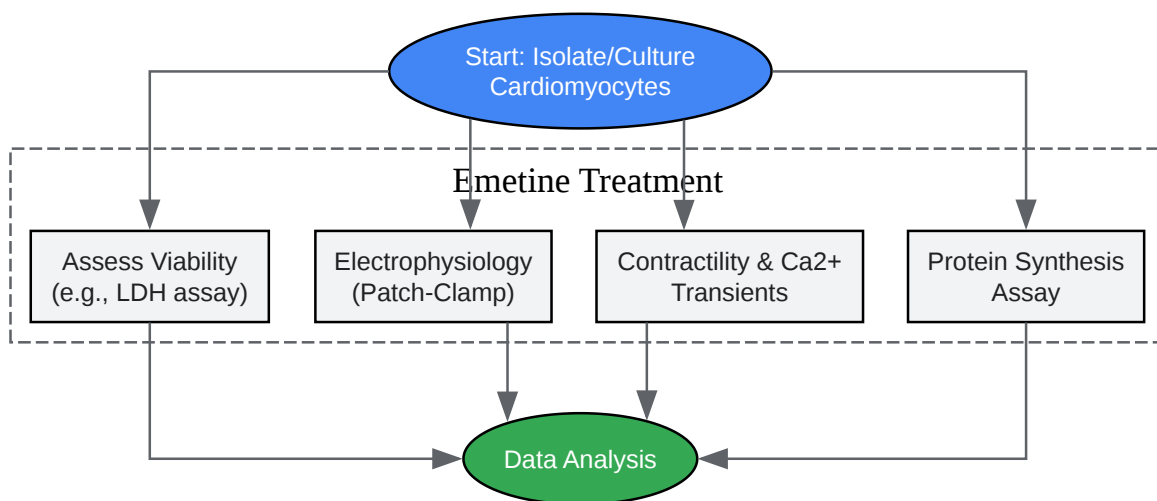 Start: Isolate/Culture
Cardiomyocytes
Emetine Treatment
Assess Viability
(e.g., LDH assay)
Electrophysiology
(Patch-Clamp)
Contractility & Ca2+
Transients
Protein Synthesis
Assay
Data Analysis